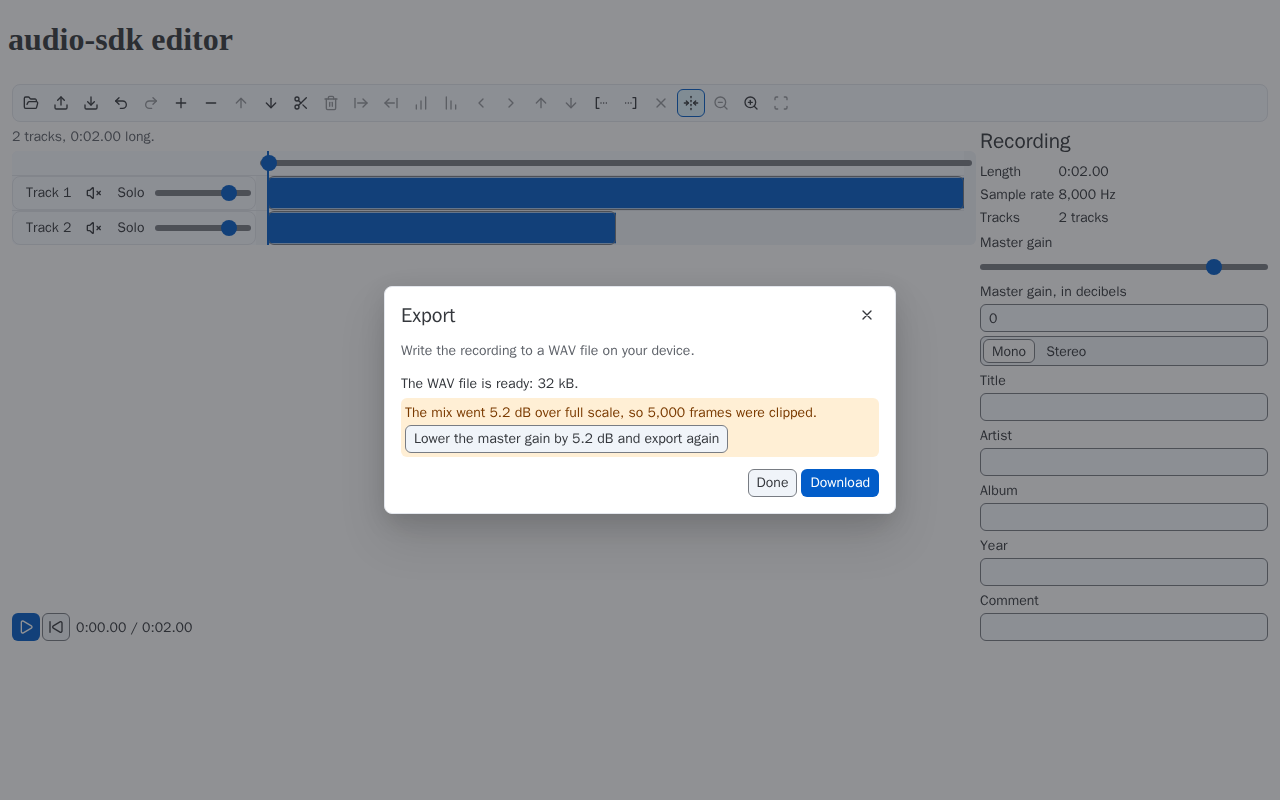 audio-sdk editor
2 tracks, 0:02.00 long.
Track 1 Solo
Track 2 Solo
Recording
Length 0:02.00
Sample rate 8,000 Hz
Tracks 2 tracks
Master gain
Master gain, in decibels
0
Mono Stereo
Title
Artist
Album
Year
Comment
Export
Write the recording to a WAV file on your device.
The WAV file is ready: 32 kB.
The mix went 5.2 dB over full scale, so 5,000 frames were clipped.
Lower the master gain by 5.2 dB and export again
Done Download
0:00.00 / 0:02.00